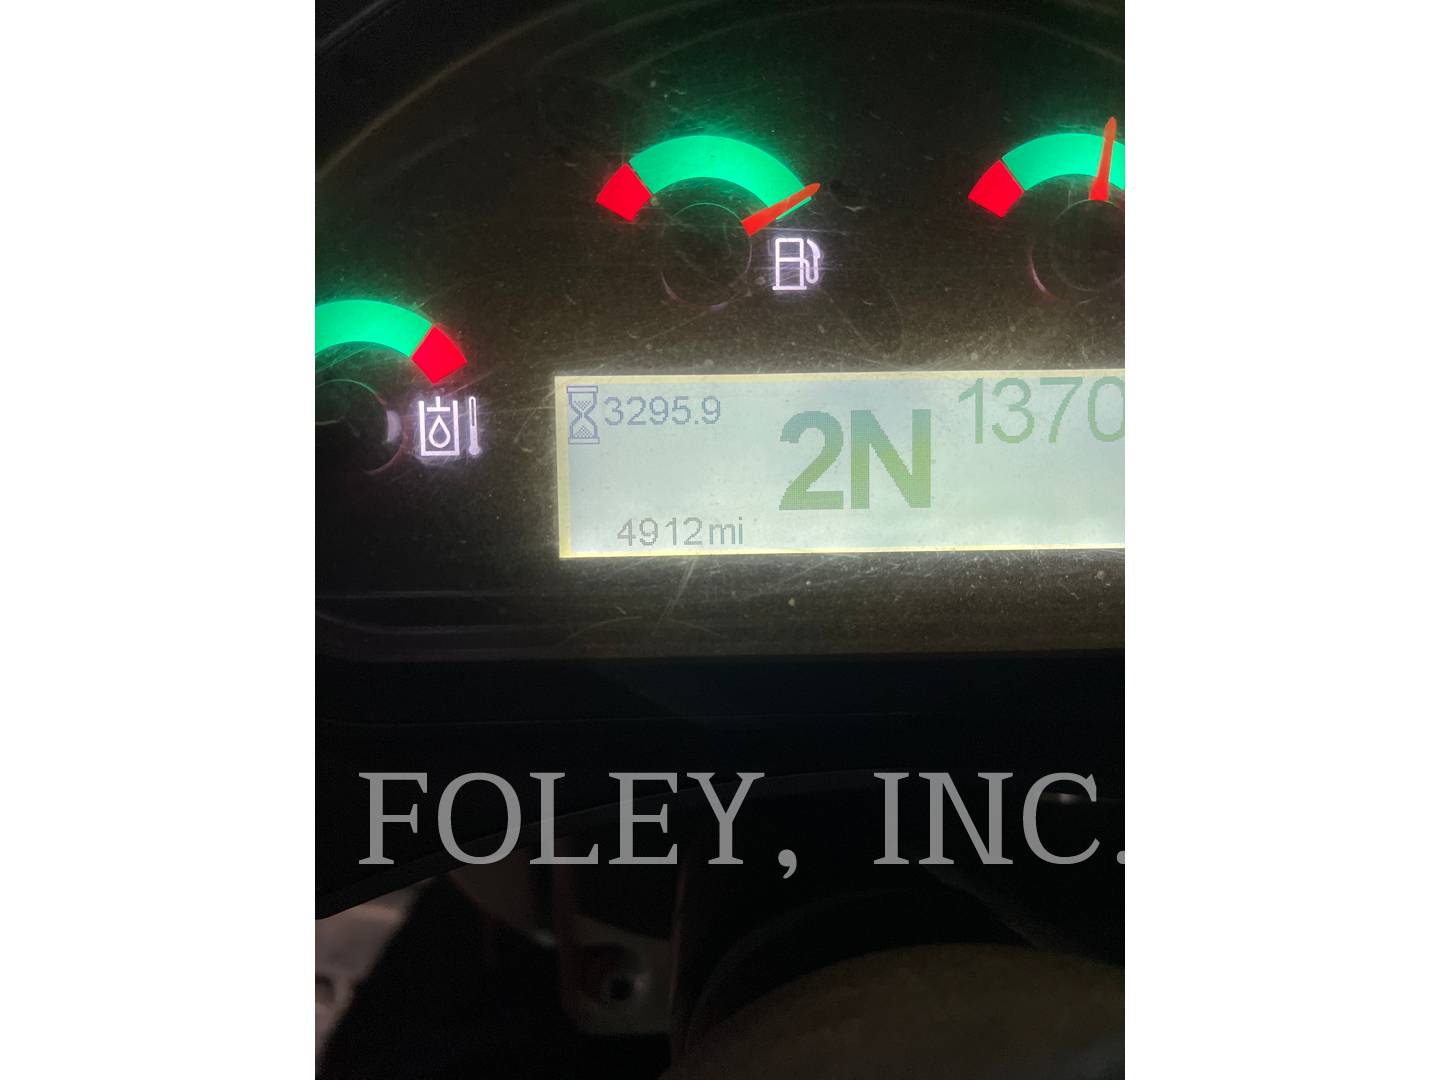 3295.9
2N
1370
4912mi
FOLEY, INC.